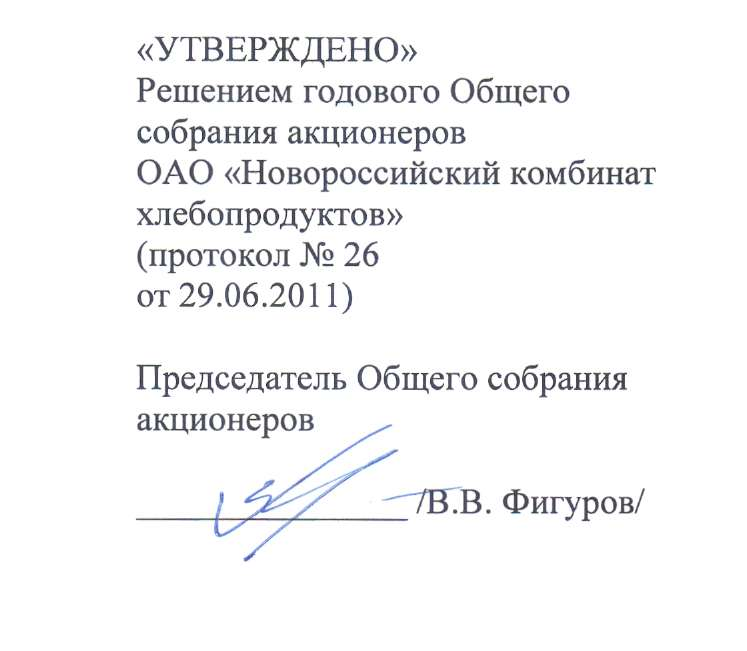 «УТВЕРЖДЕНО»
Решением годового Общего
собрания акционеров
ОАО «Новороссийский комбинат
хлебопродуктов»
(протокол № 26
от 29.06.2011)
Председатель Общего собрания
акционеров
________________ /В.В. Фигуров/